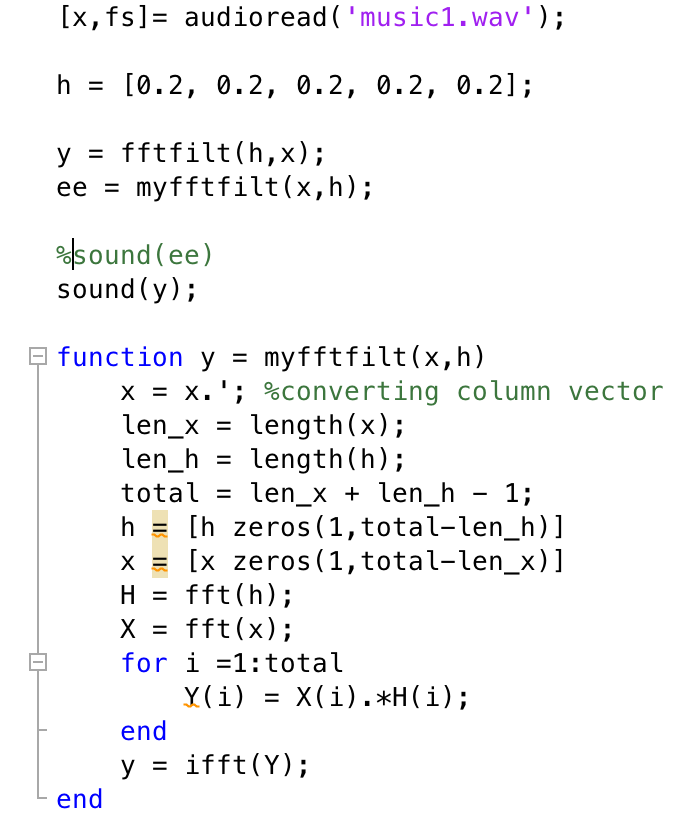 [x,fs]= audioread('music1.wav');
h = [0.2, 0.2, 0.2, 0.2, 0.2];
y = fftfilt(h,x);
ee = myfftfilt(x,h);
%sound(ee)
sound(y);
function y = myfftfilt(x,h)
x = x.'; %converting column vector
len_x = length(x);
len_h = length(h);
total = len_x + len_h - 1;
h = [h zeros(1,total-len_h)]
x = [x zeros(1,total-len_x)]
H = fft(h);
X = fft(x);
for i =1:total
Y(i) = X(i).*H(i);
end
y = ifft(Y);
end